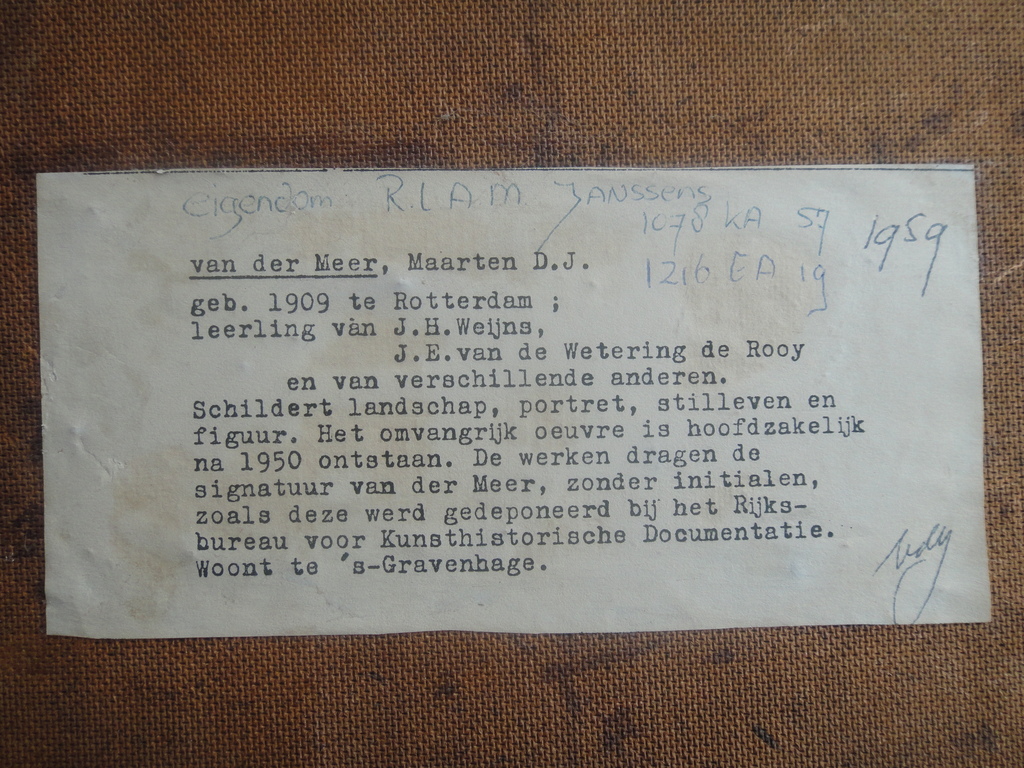 eigendom R.I.A.M. JANSSENS
1078 KA 57
1216 EA 19
1959
van der Meer, Maarten D.J.
geb. 1909 te Rotterdam ;
leerling van J.H.Weijns,
J.E.van de Wetering de Rooy
en van verschillende anderen.
Schildert landschap, portret, stilleven en
figuur. Het omvangrijk oeuvre is hoofdzakelijk
na 1950 ontstaan. De werken dragen de
signatuur van der Meer, zonder initialen,
zoals deze werd gedeponeerd bij het Rijks-
bureau voor Kunsthistorische Documentatie.
Woont te 's-Gravenhage.